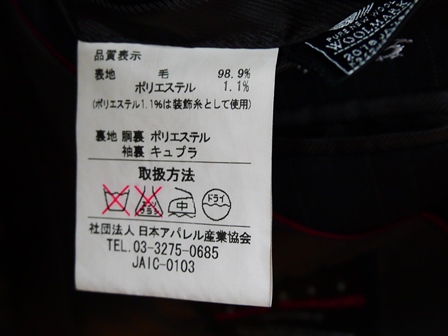 品質表示
表地 毛 98.9%
ポリエステル 1.1%
(ポリエステル1.1%は装飾糸として使用)
裏地 胴裏 ポリエステル
袖裏 キュプラ
取扱方法
中 ドライ
社団法人 日本アパレル産業協会
TEL.03-3275-0685
JAIC-0103
WOOLMARK